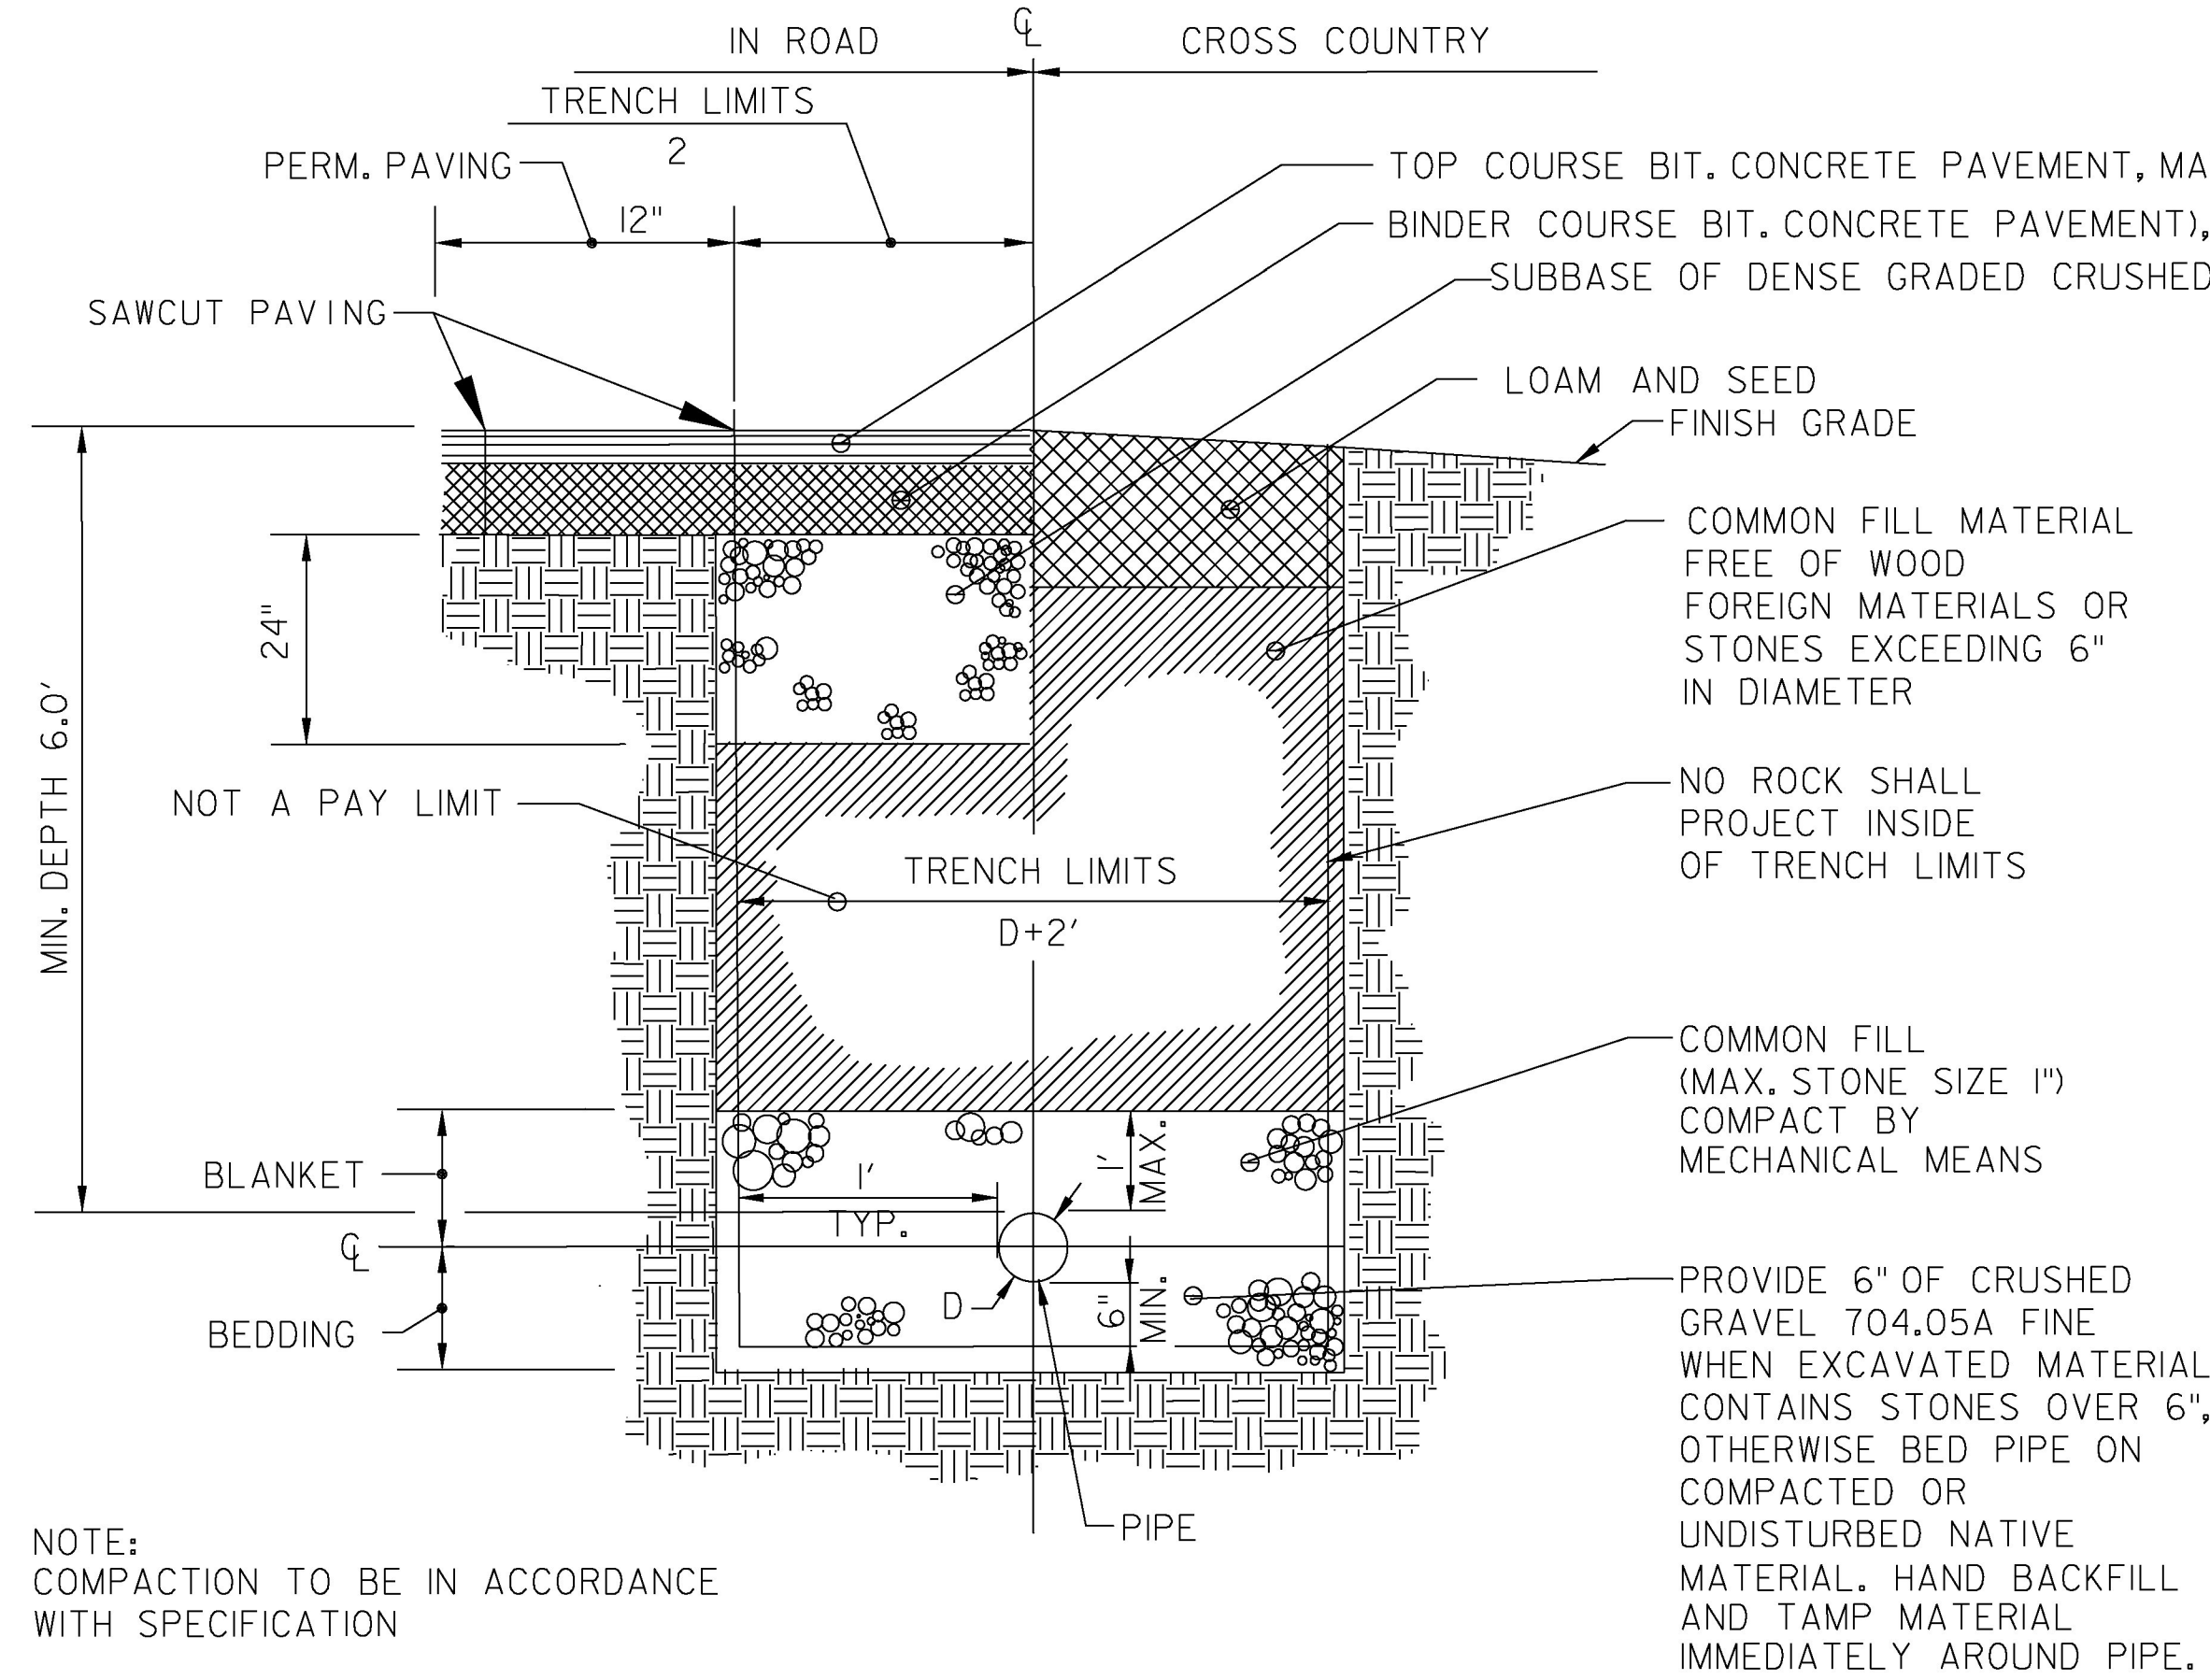 IN ROAD
℄
CROSS COUNTRY
TRENCH LIMITS
2
PERM. PAVING
12"
SAWCUT PAVING
TOP COURSE BIT. CONCRETE PAVEMENT, MA
BINDER COURSE BIT. CONCRETE PAVEMENT),
SUBBASE OF DENSE GRADED CRUSHED
LOAM AND SEED
FINISH GRADE
COMMON FILL MATERIAL
FREE OF WOOD
FOREIGN MATERIALS OR
STONES EXCEEDING 6"
IN DIAMETER
24"
MIN. DEPTH 6.0'
NOT A PAY LIMIT
NO ROCK SHALL
PROJECT INSIDE
OF TRENCH LIMITS
TRENCH LIMITS
D+2'
COMMON FILL
(MAX. STONE SIZE 1")
COMPACT BY
MECHANICAL MEANS
BLANKET
1'
TYP.
1'
MAX.
℄
BEDDING
D
6"
MIN.
PROVIDE 6" OF CRUSHED
GRAVEL 704.05A FINE
WHEN EXCAVATED MATERIAL
CONTAINS STONES OVER 6",
OTHERWISE BED PIPE ON
COMPACTED OR
UNDISTURBED NATIVE
MATERIAL. HAND BACKFILL
AND TAMP MATERIAL
IMMEDIATELY AROUND PIPE.
PIPE
NOTE:
COMPACTION TO BE IN ACCORDANCE
WITH SPECIFICATION